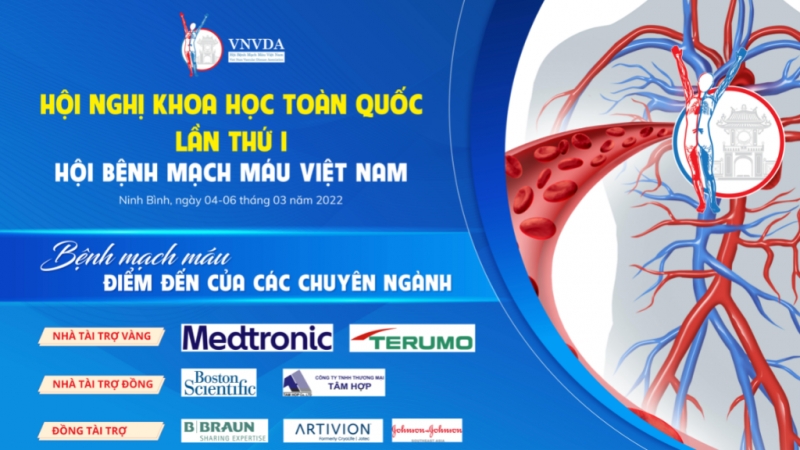 VNVDA
HỘI NGHỊ KHOA HỌC TOÀN QUỐC
LẦN THỨ I
HỘI BỆNH MẠCH MÁU VIỆT NAM
Ninh Bình, ngày 04-06 tháng 03 năm 2022
Bệnh mạch máu
ĐIỂM ĐẾN CỦA CÁC CHUYÊN NGÀNH
NHÀ TÀI TRỢ VÀNG
Medtronic
TERUMO
NHÀ TÀI TRỢ ĐỒNG
Boston
Scientific
CÔNG TY TNHH THƯƠNG MẠI
TÂM HỢP
ĐỒNG TÀI TRỢ
B BRAUN
SHARING EXPERTISE
ARTIVION
Formerly CryoLife | Jotec
Johnson & Johnson